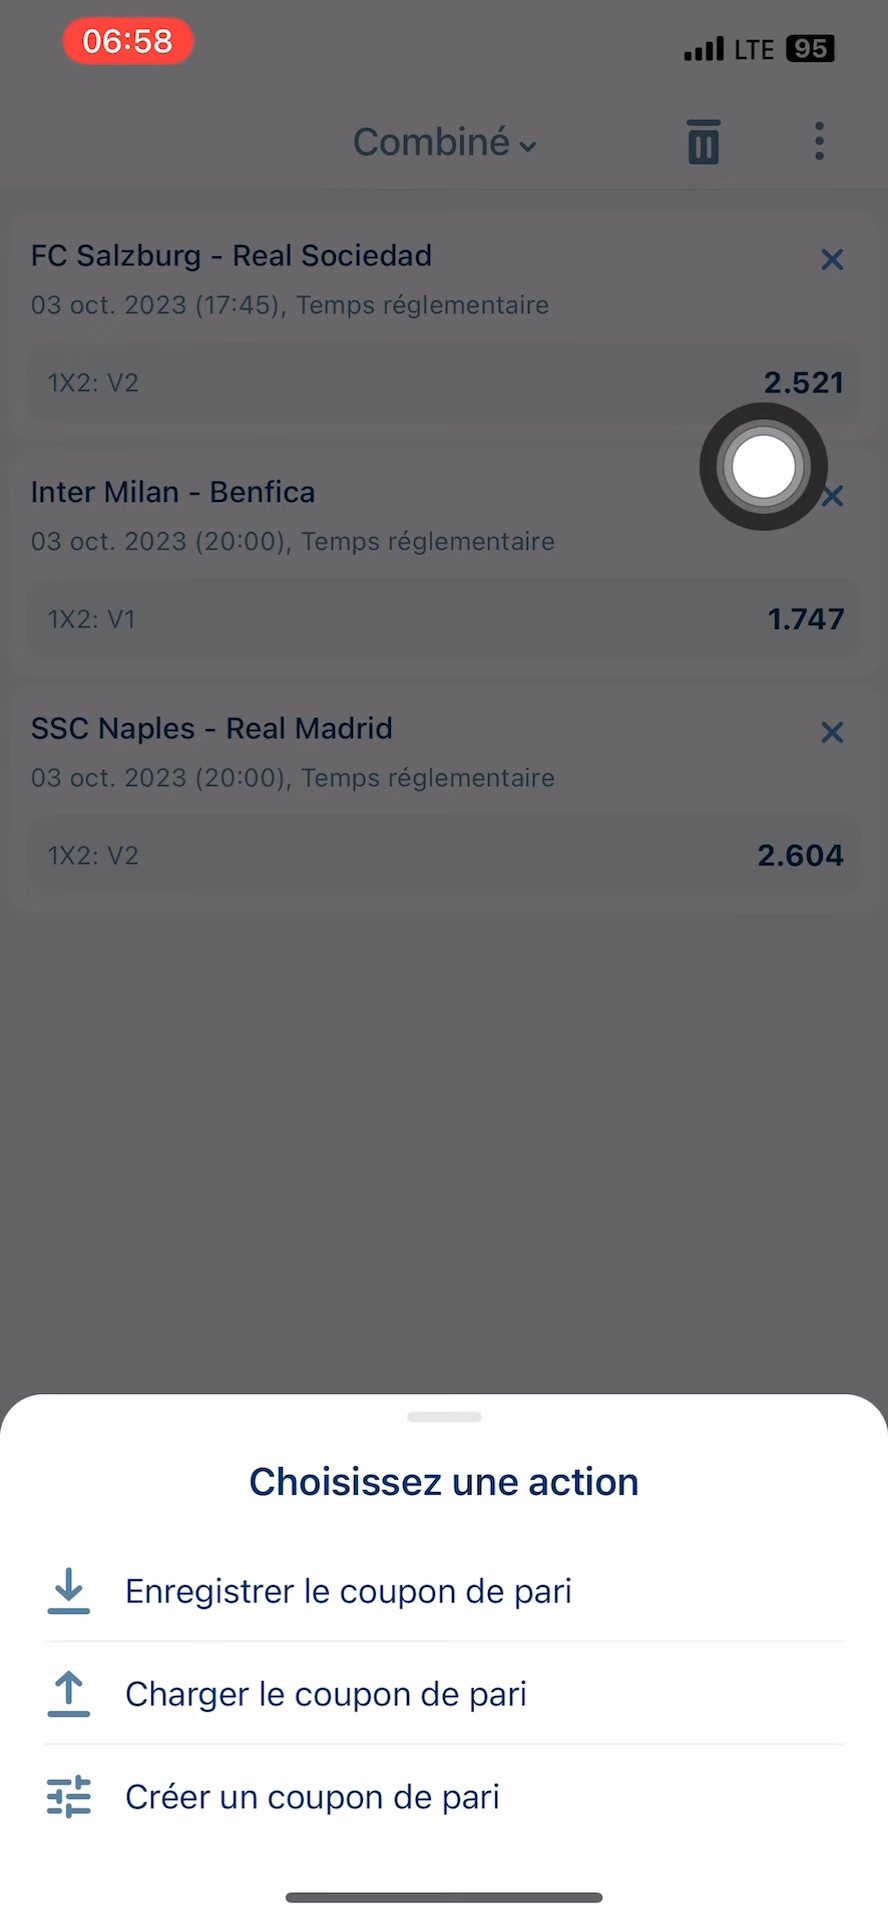 06:58
LTE 95
Combiné
FC Salzburg - Real Sociedad
03 oct. 2023 (17:45), Temps réglementaire
1X2: V2 2.521
Inter Milan - Benfica
03 oct. 2023 (20:00), Temps réglementaire
1X2: V1 1.747
SSC Naples - Real Madrid
03 oct. 2023 (20:00), Temps réglementaire
1X2: V2 2.604
Choisissez une action
Enregistrer le coupon de pari
Charger le coupon de pari
Créer un coupon de pari